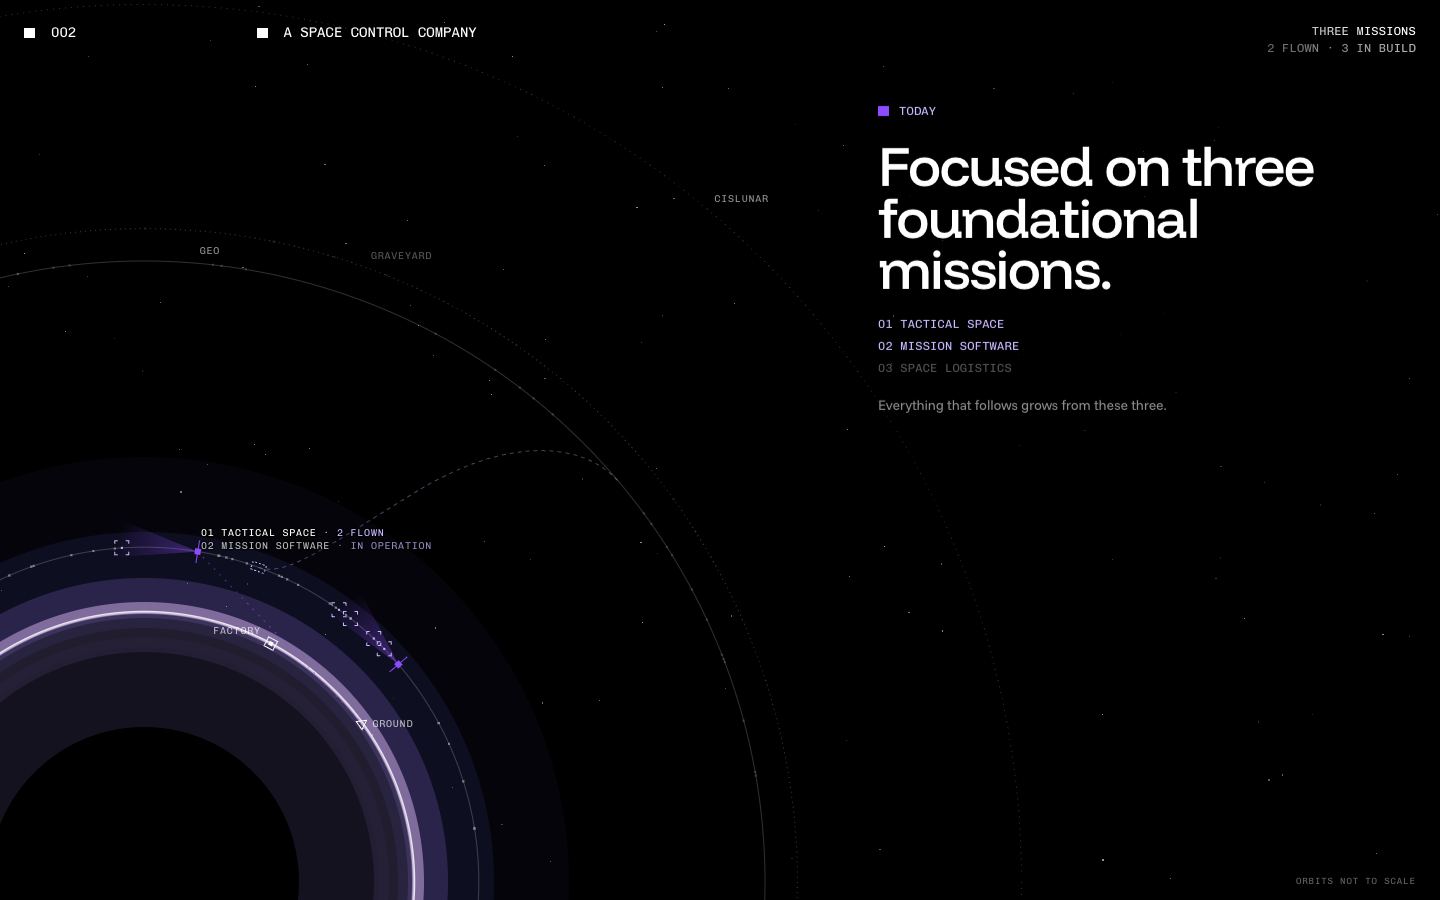 002
A SPACE CONTROL COMPANY
THREE MISSIONS
2 FLOWN · 3 IN BUILD
TODAY
Focused on three
foundational
missions.
01 TACTICAL SPACE
02 MISSION SOFTWARE
03 SPACE LOGISTICS
Everything that follows grows from these three.
CISLUNAR
GEO
GRAVEYARD
01 TACTICAL SPACE · 2 FLOWN
02 MISSION SOFTWARE · IN OPERATION
FACTORY
GROUND
ORBITS NOT TO SCALE